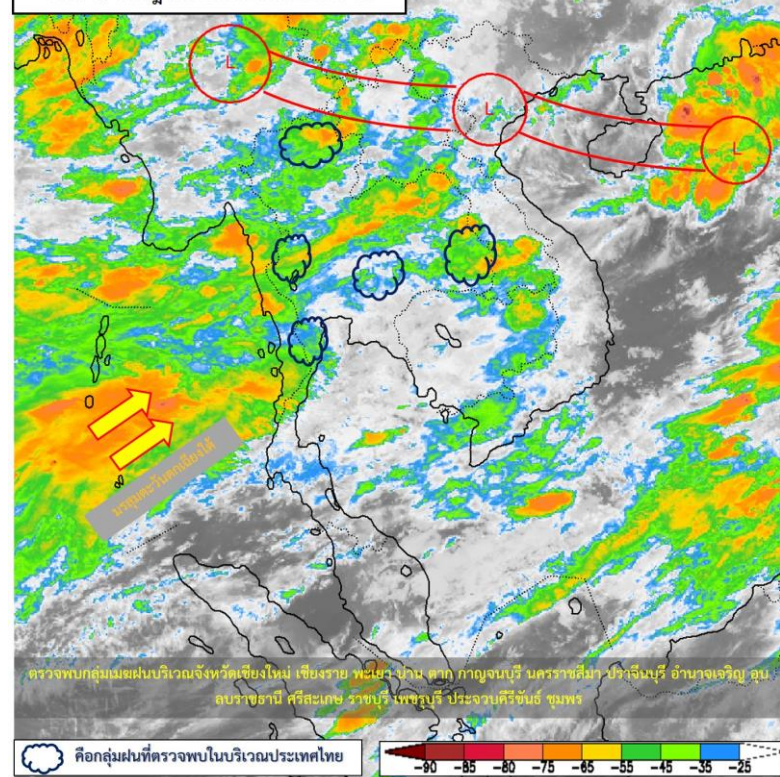 L
L
L
มรสุมตะวันตกเฉียงใต้
ตรวจพบกลุ่มเมฆฝนบริเวณจังหวัดเชียงใหม่ เชียงราย พะเยา น่าน ตาก กาญจนบุรี นครราชสีมา ปราจีนบุรี อำนาจเจริญ อุบ
ลบราชธานี ศรีสะเกษ ราชบุรี เพชรบุรี ประจวบคีรีขันธ์ ชุมพร
คือกลุ่มฝนที่ตรวจพบในบริเวณประเทศไทย
-90 -85 -80 -75 -65 -55 -45 -35 -25